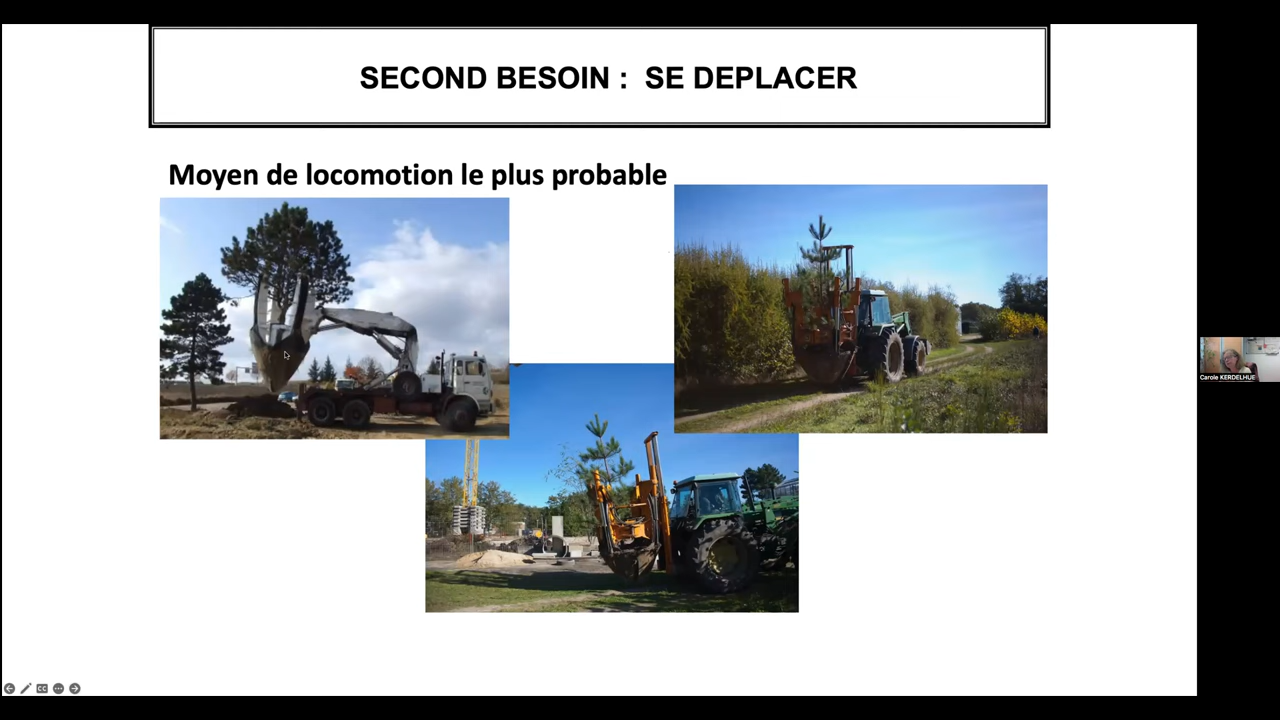 SECOND BESOIN :  SE DEPLACER
Moyen de locomotion le plus probable
Carole KERDELHUE